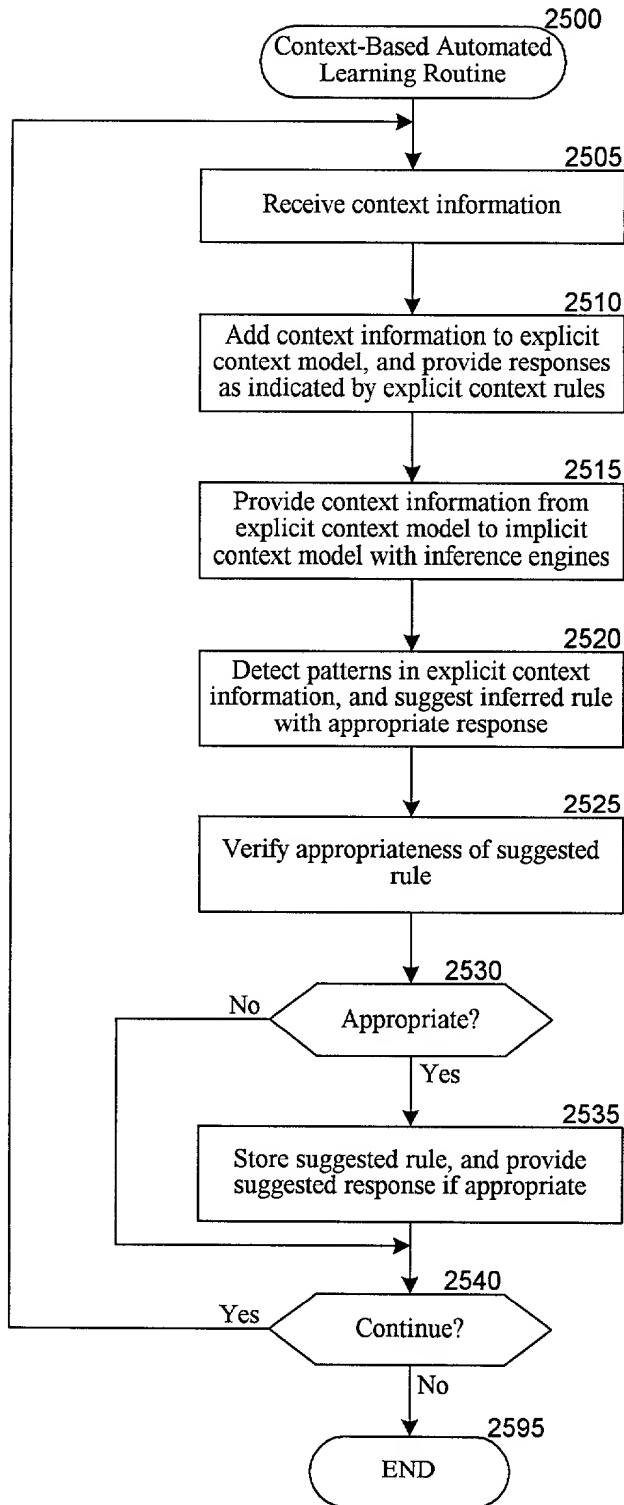 2500
Context-Based Automated
Learning Routine
2505
Receive context information
2510
Add context information to explicit
context model, and provide responses
as indicated by explicit context rules
2515
Provide context information from
explicit context model to implicit
context model with inference engines
2520
Detect patterns in explicit context
information, and suggest inferred rule
with appropriate response
2525
Verify appropriateness of suggested
rule
2530
No
Appropriate?
Yes
2535
Store suggested rule, and provide
suggested response if appropriate
2540
Yes
Continue?
No
2595
END